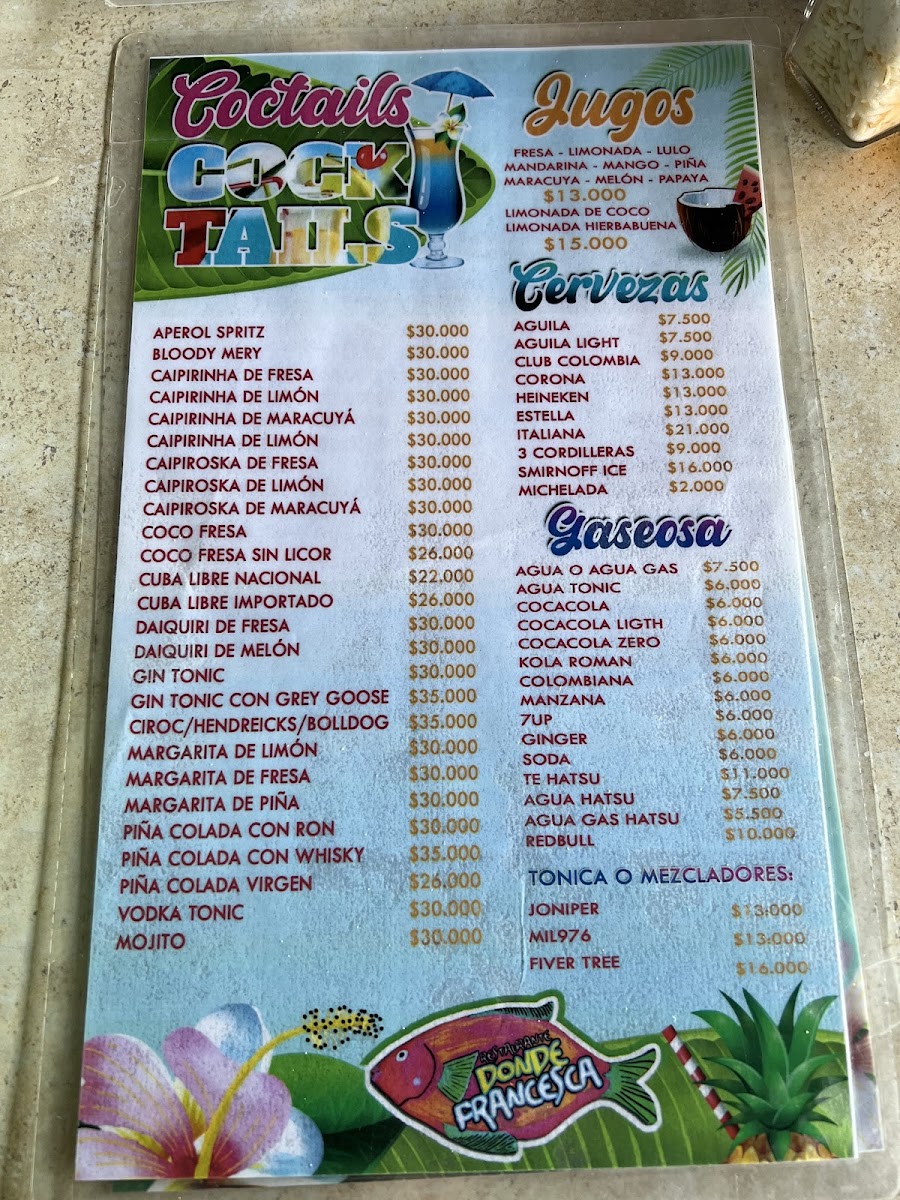 Coctails
COCK
TAILS
APEROL SPRITZ $30.000
BLOODY MERY $30.000
CAIPIRINHA DE FRESA $30.000
CAIPIRINHA DE LIMÓN $30.000
CAIPIRINHA DE MARACUYÁ $30.000
CAIPIRINHA DE LIMÓN $30.000
CAIPIROSKA DE FRESA $30.000
CAIPIROSKA DE LIMÓN $30.000
CAIPIROSKA DE MARACUYÁ $30.000
COCO FRESA $30.000
COCO FRESA SIN LICOR $26.000
CUBA LIBRE NACIONAL $22.000
CUBA LIBRE IMPORTADO $26.000
DAIQUIRI DE FRESA $30.000
DAIQUIRI DE MELÓN $30.000
GIN TONIC $30.000
GIN TONIC CON GREY GOOSE $35.000
CIROC/HENDREICKS/BOLLDOG $35.000
MARGARITA DE LIMÓN $30.000
MARGARITA DE FRESA $30.000
MARGARITA DE PIÑA $30.000
PIÑA COLADA CON RON $30.000
PIÑA COLADA CON WHISKY $35.000
PIÑA COLADA VIRGEN $26.000
VODKA TONIC $30.000
MOJITO $30.000
Jugos
FRESA - LIMONADA - LULO
MANDARINA - MANGO - PIÑA
MARACUYA - MELÓN - PAPAYA
$13.000
LIMONADA DE COCO
LIMONADA HIERBABUENA
$15.000
Cervezas
AGUILA $7.500
AGUILA LIGHT $7.500
CLUB COLOMBIA $9.000
CORONA $13.000
HEINEKEN $13.000
ESTELLA $13.000
ITALIANA $21.000
3 CORDILLERAS $9.000
SMIRNOFF ICE $16.000
MICHELADA $2.000
Gaseosa
AGUA O AGUA GAS $7.500
AGUA TONIC $6.000
COCACOLA $6.000
COCACOLA LIGTH $6.000
COCACOLA ZERO $6.000
KOLA ROMAN $6.000
COLOMBIANA $6.000
MANZANA $6.000
7UP $6.000
GINGER $6.000
SODA $6.000
TE HATSU $11.000
AGUA HATSU $7.500
AGUA GAS HATSU $5.500
REDBULL $10.000
TONICA O MEZCLADORES:
JONIPER $13.000
MIL976 $13.000
FIVER TREE $16.000
RESTAURANTE
DONDE
FRANCESCA